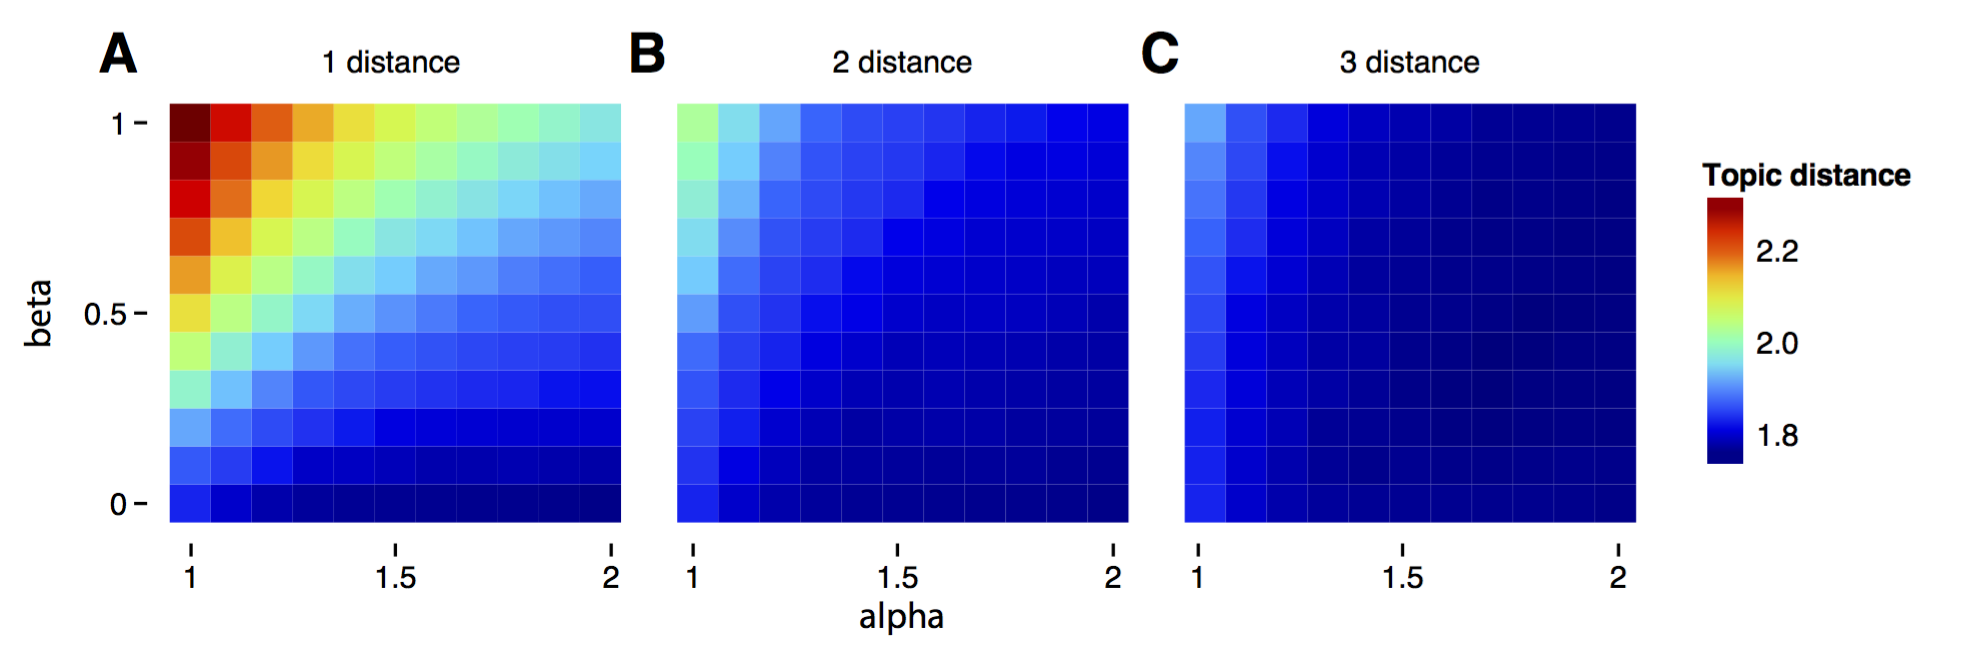 A 1 distance B 2 distance C 3 distance
1
0.5
0
beta
1 1.5 2 1 1.5 2 1 1.5 2
alpha
Topic distance
2.2
2.0
1.8